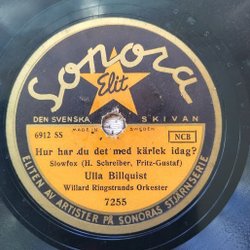 Sonora
Elit
DEN SVENSKA SKIVAN
MADE IN SWEDEN
6912 SS
NCB
Hur har du det med kärlek idag?
Slowfox (H. Schreiber, Fritz-Gustaf)
Ulla Billquist
Willard Ringstrands Orkester
7255
ELITEN AV ARTISTER PÅ SONORAS STJÄRNSERIE